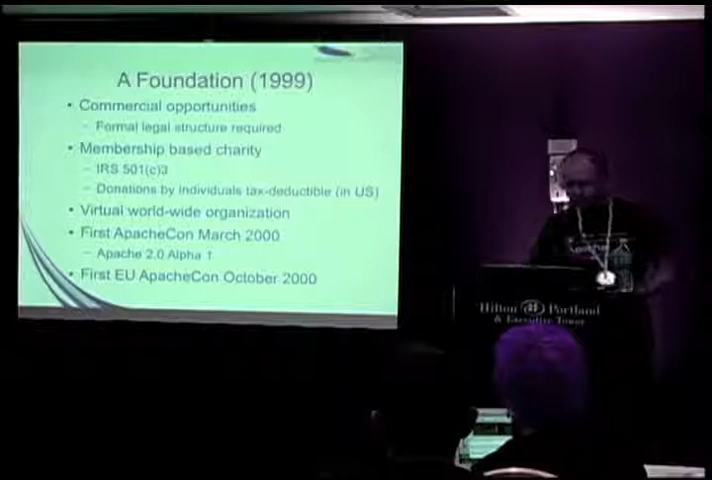 A Foundation (1999)
• Commercial opportunities
– Formal legal structure required
• Membership based charity
– IRS 501(c)3
– Donations by individuals tax-deductible (in US)
• Virtual world-wide organization
• First ApacheCon March 2000
– Apache 2.0 Alpha 1
• First EU ApacheCon October 2000
Hilton Portland
& Executive Tower